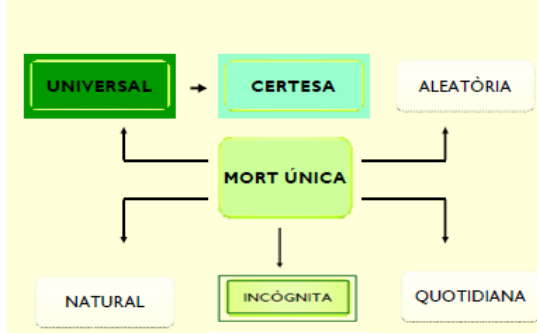 UNIVERSAL
CERTESA
ALEATÒRIA
MORT ÚNICA
NATURAL
INCÒGNITA
QUOTIDIANA